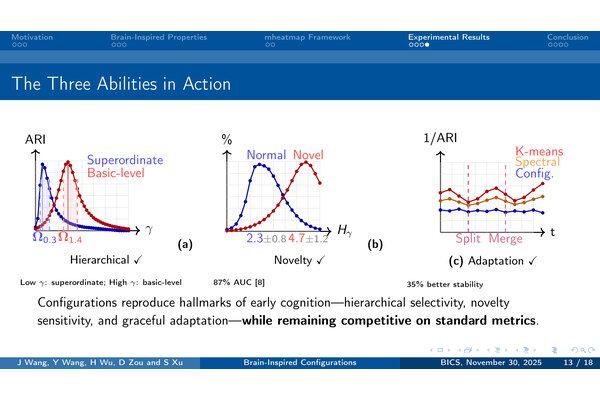 Motivation
Brain-Inspired Properties
mheatmap Framework
Experimental Results
Conclusion
The Three Abilities in Action
ARI
Superordinate
Basic-level
Ω0.3
Ω1.4
γ
(a)
Hierarchical ✓
Low γ: superordinate; High γ: basic-level
%
Normal
Novel
2.3±0.8
4.7±1.2
Hγ
(b)
Novelty ✓
87% AUC [8]
1/ARI
K-means
Spectral
Config.
Split
Merge
t
(c) Adaptation ✓
35% better stability
Configurations reproduce hallmarks of early cognition—hierarchical selectivity, novelty
sensitivity, and graceful adaptation—while remaining competitive on standard metrics.
J Wang, Y Wang, H Wu, D Zou and S Xu
Brain-Inspired Configurations
BICS, November 30, 2025
13 / 18